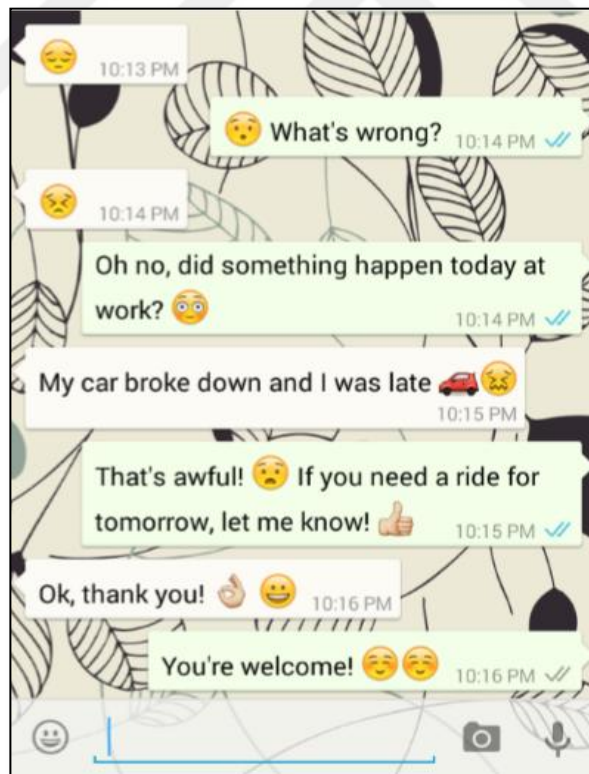 😔 10:13 PM
😯 What's wrong? 10:14 PM
😣 10:14 PM
Oh no, did something happen today at
work? 😳 10:14 PM
My car broke down and I was late 🚗😖
10:15 PM
That's awful! 😧 If you need a ride for
tomorrow, let me know! 👍 10:15 PM
Ok, thank you! 👌 😀 10:16 PM
You're welcome! ☺️☺️ 10:16 PM